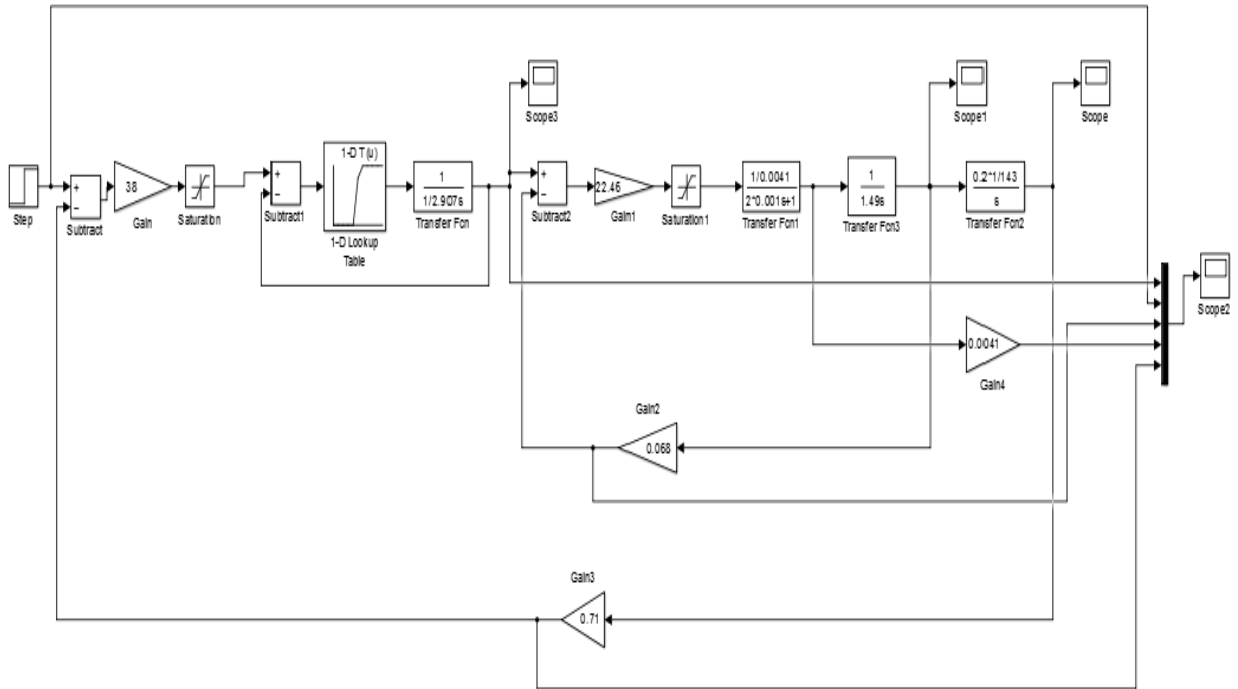 Scope3
Scope1
Scope
Step
+
−
Subtract
38
Gain
Saturation
+
−
Subtract1
1-D T(u)
1-D Lookup
Table
1
1/2.907s
Transfer Fcn
+
−
Subtract2
22.46
Gain1
Saturation1
1/0.0041
2*0.001s+1
Transfer Fcn1
1
1.49s
Transfer Fcn3
0.2*1/143
s
Transfer Fcn2
Scope2
0.0041
Gain4
Gain2
0.068
Gain3
0.71